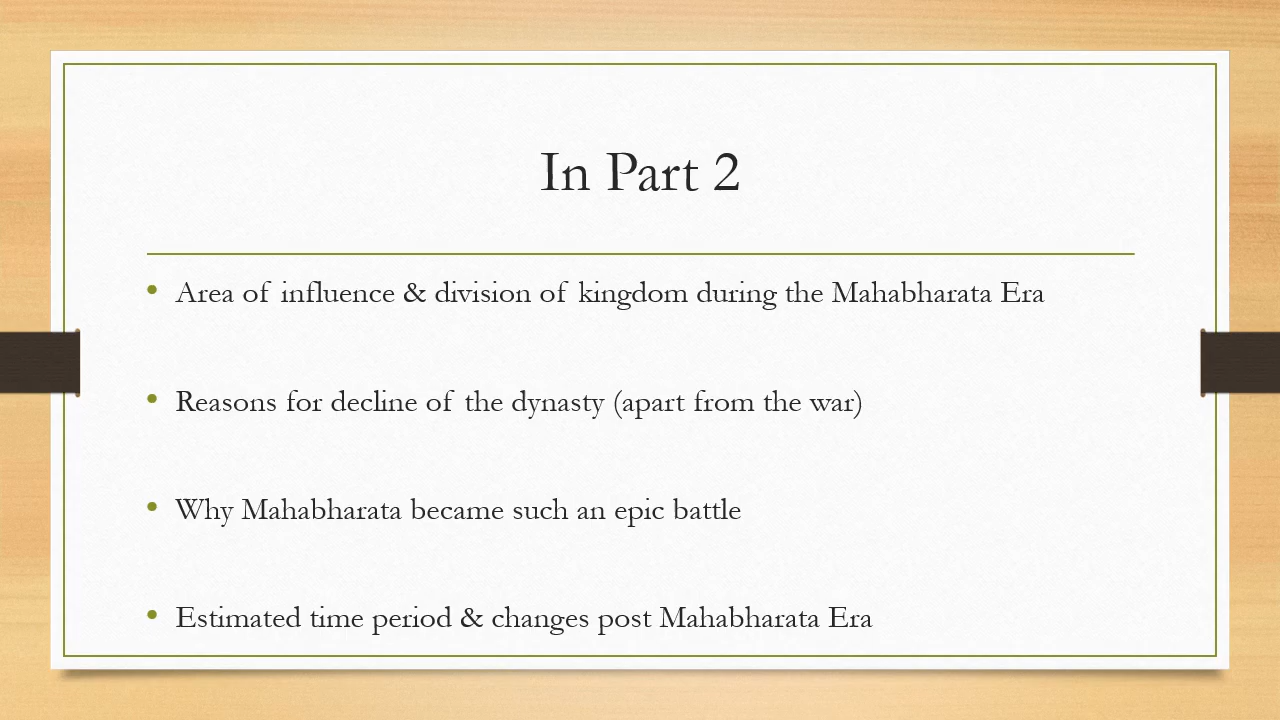 In Part 2
• Area of influence & division of kingdom during the Mahabharata Era
• Reasons for decline of the dynasty (apart from the war)
• Why Mahabharata became such an epic battle
• Estimated time period & changes post Mahabharata Era